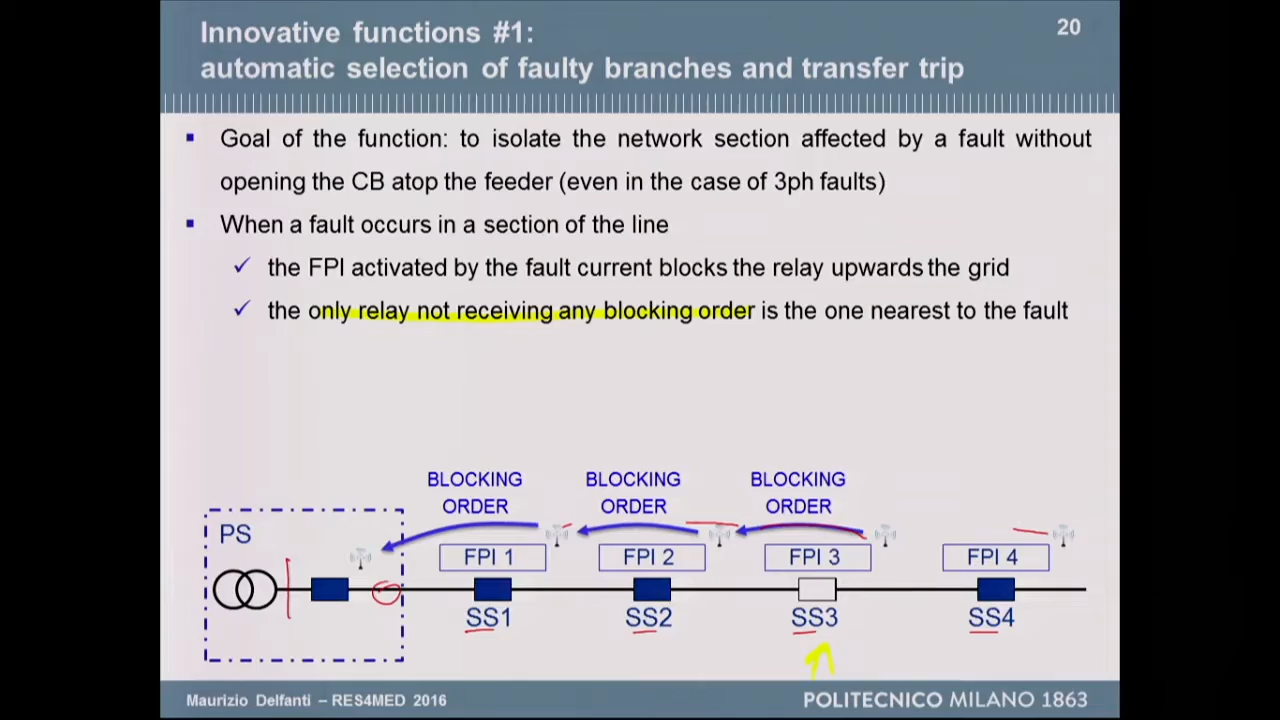 Innovative functions #1:
20
automatic selection of faulty branches and transfer trip
Goal of the function: to isolate the network section affected by a fault without
opening the CB atop the feeder (even in the case of 3ph faults)
When a fault occurs in a section of the line
the FPI activated by the fault current blocks the relay upwards the grid
the only relay not receiving any blocking order is the one nearest to the fault
BLOCKING
ORDER
BLOCKING
ORDER
BLOCKING
ORDER
PS
FPI 1
FPI 2
FPI 3
FPI 4
SS1
SS2
SS3
SS4
Maurizio Delfanti – RES4MED 2016
POLITECNICO MILANO 1863